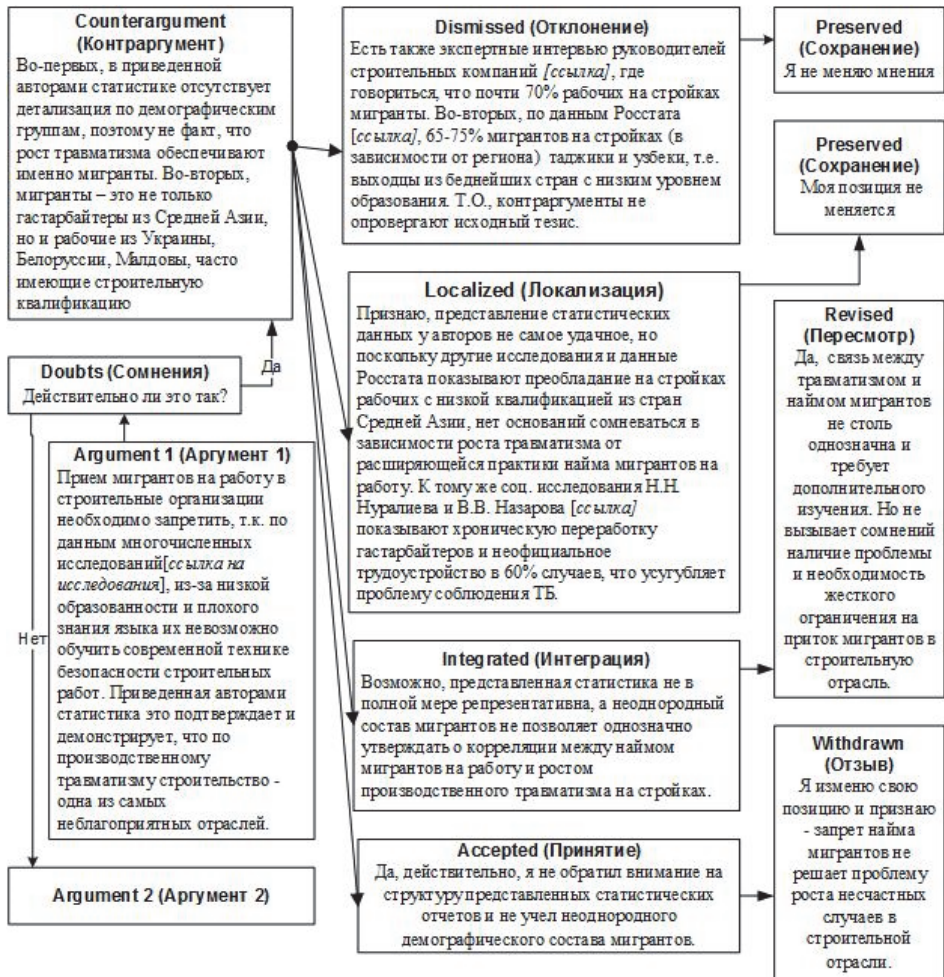 Counterargument
(Контраргумент)
Во-первых, в приведенной
авторами статистике отсутствует
детализация по демографическим
группам, поэтому не факт, что
рост травматизма обеспечивают
именно мигранты. Во-вторых,
мигранты – это не только
гастарбайтеры из Средней Азии,
но и рабочие из Украины,
Белоруссии, Малдовы, часто
имеющие строительную
квалификацию
Doubts (Сомнения)
Действительно ли это так?
Да
Нет
Argument 1 (Аргумент 1)
Прием мигрантов на работу в
строительные организации
необходимо запретить, т.к. по
данным многочисленных
исследований[ссылка на
исследования], из-за низкой
образованности и плохого
знания языка их невозможно
обучить современной технике
безопасности строительных
работ. Приведенная авторами
статистика это подтверждает и
демонстрирует, что по
производственному
травматизму строительство -
одна из самых
неблагоприятных отраслей.
Argument 2 (Аргумент 2)
Dismissed (Отклонение)
Есть также экспертные интервью руководителей
строительных компаний [ссылка], где
говориться, что почти 70% рабочих на стройках
мигранты. Во-вторых, по данным Росстата
[ссылка], 65-75% мигрантов на стройках (в
зависимости от региона) таджики и узбеки, т.е.
выходцы из беднейших стран с низким уровнем
образования. Т.О., контраргументы не
опровергают исходный тезис.
Localized (Локализация)
Признаю, представление статистических
данных у авторов не самое удачное, но
поскольку другие исследования и данные
Росстата показывают преобладание на стройках
рабочих с низкой квалификацией из стран
Средней Азии, нет оснований сомневаться в
зависимости роста травматизма от
расширяющейся практики найма мигрантов на
работу. К тому же соц. исследования Н.Н.
Нуралиева и В.В. Назарова [ссылка]
показывают хроническую переработку
гастарбайтеров и неофициальное
трудоустройство в 60% случаев, что усугубляет
проблему соблюдения ТБ.
Integrated (Интеграция)
Возможно, представленная статистика не в
полной мере репрезентативна, а неоднородный
состав мигрантов не позволяет однозначно
утверждать о корреляции между наймом
мигрантов на работу и ростом
производственного травматизма на стройках.
Accepted (Принятие)
Да, действительно, я не обратил внимание на
структуру представленных статистических
отчетов и не учел неоднородного
демографического состава мигрантов.
Preserved
(Сохранение)
Я не меняю мнения
Preserved
(Сохранение)
Моя позиция не
меняется
Revised
(Пересмотр)
Да, связь между
травматизмом и
наймом мигрантов
не столь
однозначна и
требует
дополнительного
изучения. Но не
вызывает сомнений
наличие проблемы
и необходимость
жесткого
ограничения на
приток мигрантов в
строительную
отрасль.
Withdrawn
(Отзыв)
Я изменю свою
позицию и признаю
- запрет найма
мигрантов не
решает проблему
роста несчастных
случаев в
строительной
отрасли.